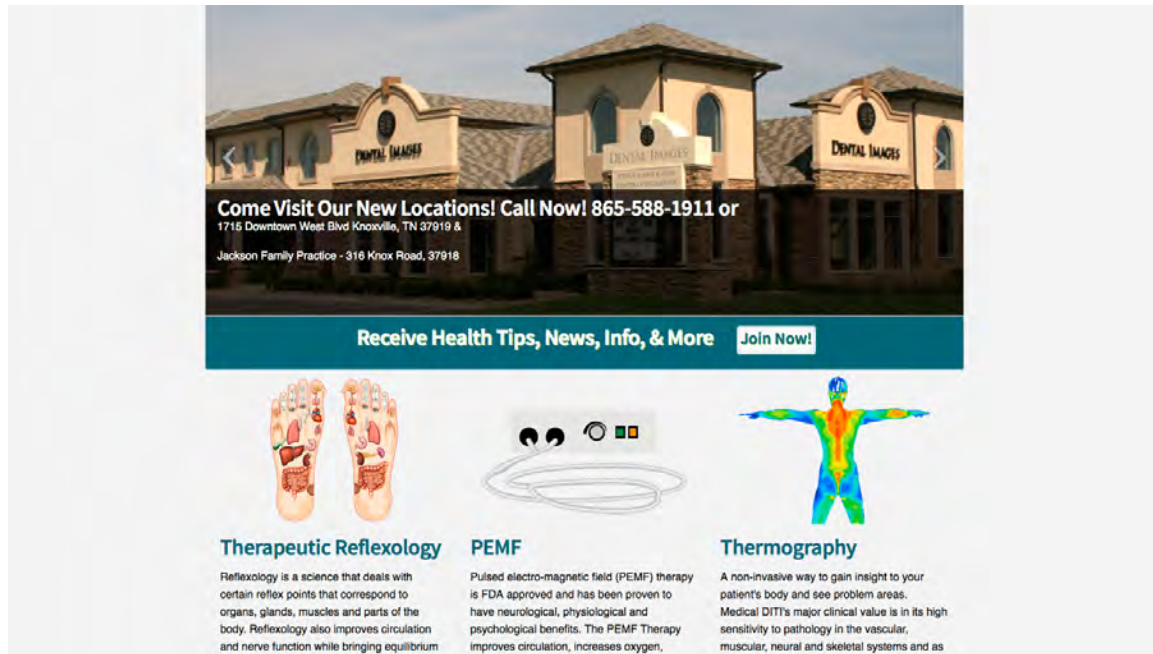 DENTAL IMAGES
DENTAL IMAGES
DENTAL IMAGES
Come Visit Our New Locations! Call Now! 865-588-1911 or
1715 Downtown West Blvd Knoxville, TN 37919 &
Jackson Family Practice - 316 Knox Road, 37918
Receive Health Tips, News, Info, & More
Join Now!
Therapeutic Reflexology
Reflexology is a science that deals with
certain reflex points that correspond to
organs, glands, muscles and parts of the
body. Reflexology also improves circulation
and nerve function while bringing equilibrium
PEMF
Pulsed electro-magnetic field (PEMF) therapy
is FDA approved and has been proven to
have neurological, physiological and
psychological benefits. The PEMF Therapy
improves circulation, increases oxygen,
Thermography
A non-invasive way to gain insight to your
patient's body and see problem areas.
Medical DITI's major clinical value is in its high
sensitivity to pathology in the vascular,
muscular, neural and skeletal systems and as